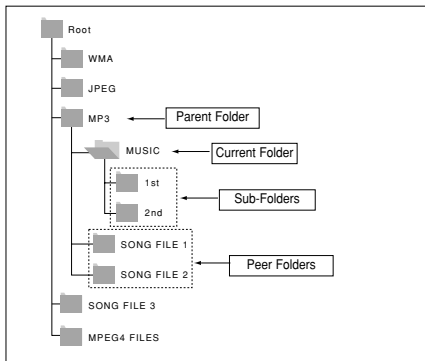 Root
WMA
JPEG
MP3
Parent Folder
MUSIC
Current Folder
1st
2nd
Sub-Folders
SONG FILE 1
SONG FILE 2
Peer Folders
SONG FILE 3
MPEG4 FILES